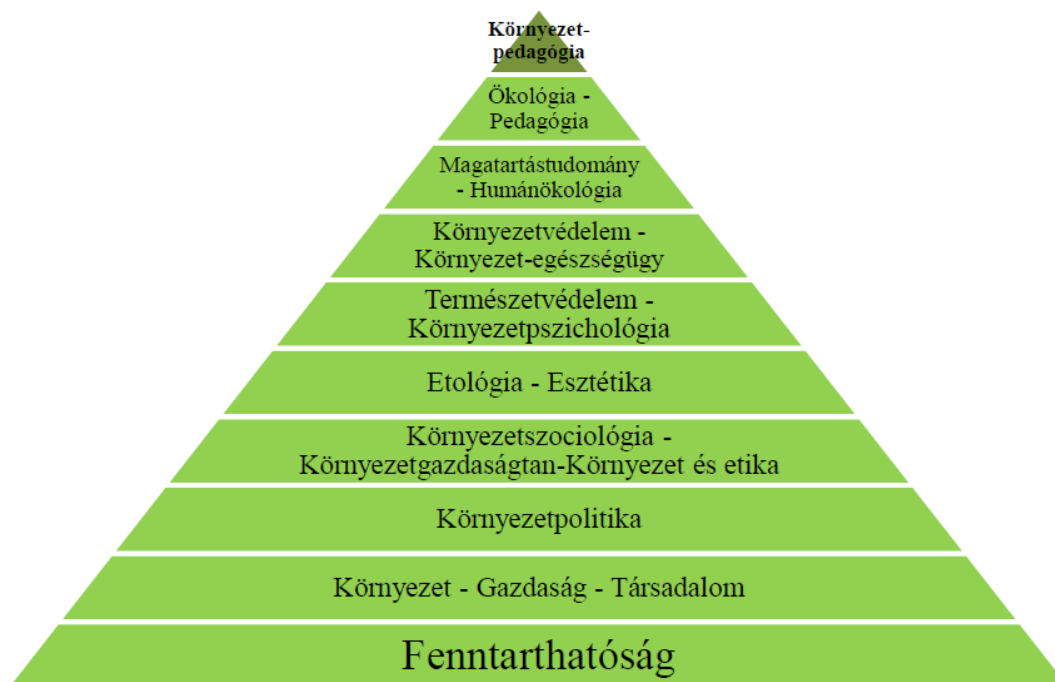 Környezet-
pedagógia
Ökológia -
Pedagógia
Magatartástudomány
- Humánökológia
Környezetvédelem -
Környezet-egészségügy
Természetvédelem -
Környezetpszichológia
Etológia - Esztétika
Környezetszociológia -
Környezetgazdaságtan-Környezet és etika
Környezetpolitika
Környezet - Gazdaság - Társadalom
Fenntarthatóság